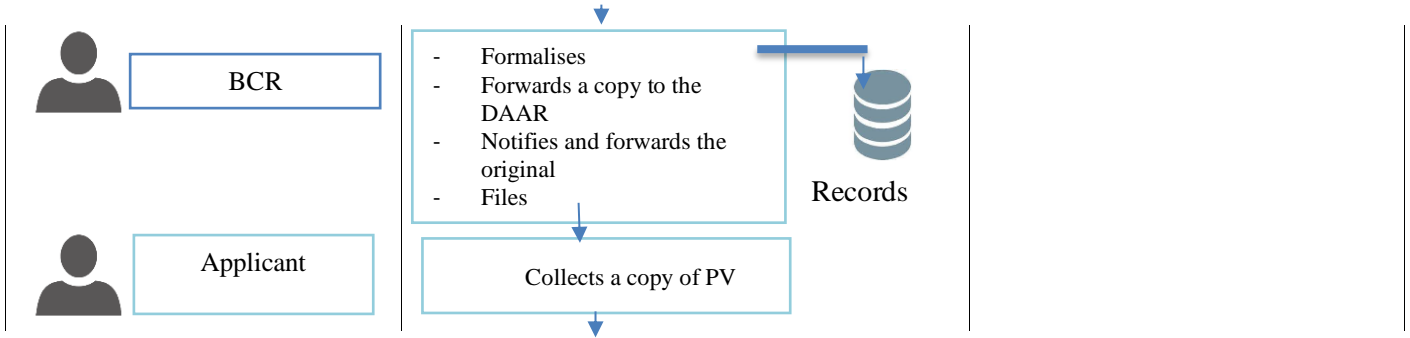 BCR
- Formalises
- Forwards a copy to the
DAAR
- Notifies and forwards the
original
- Files
Records
Applicant
Collects a copy of PV